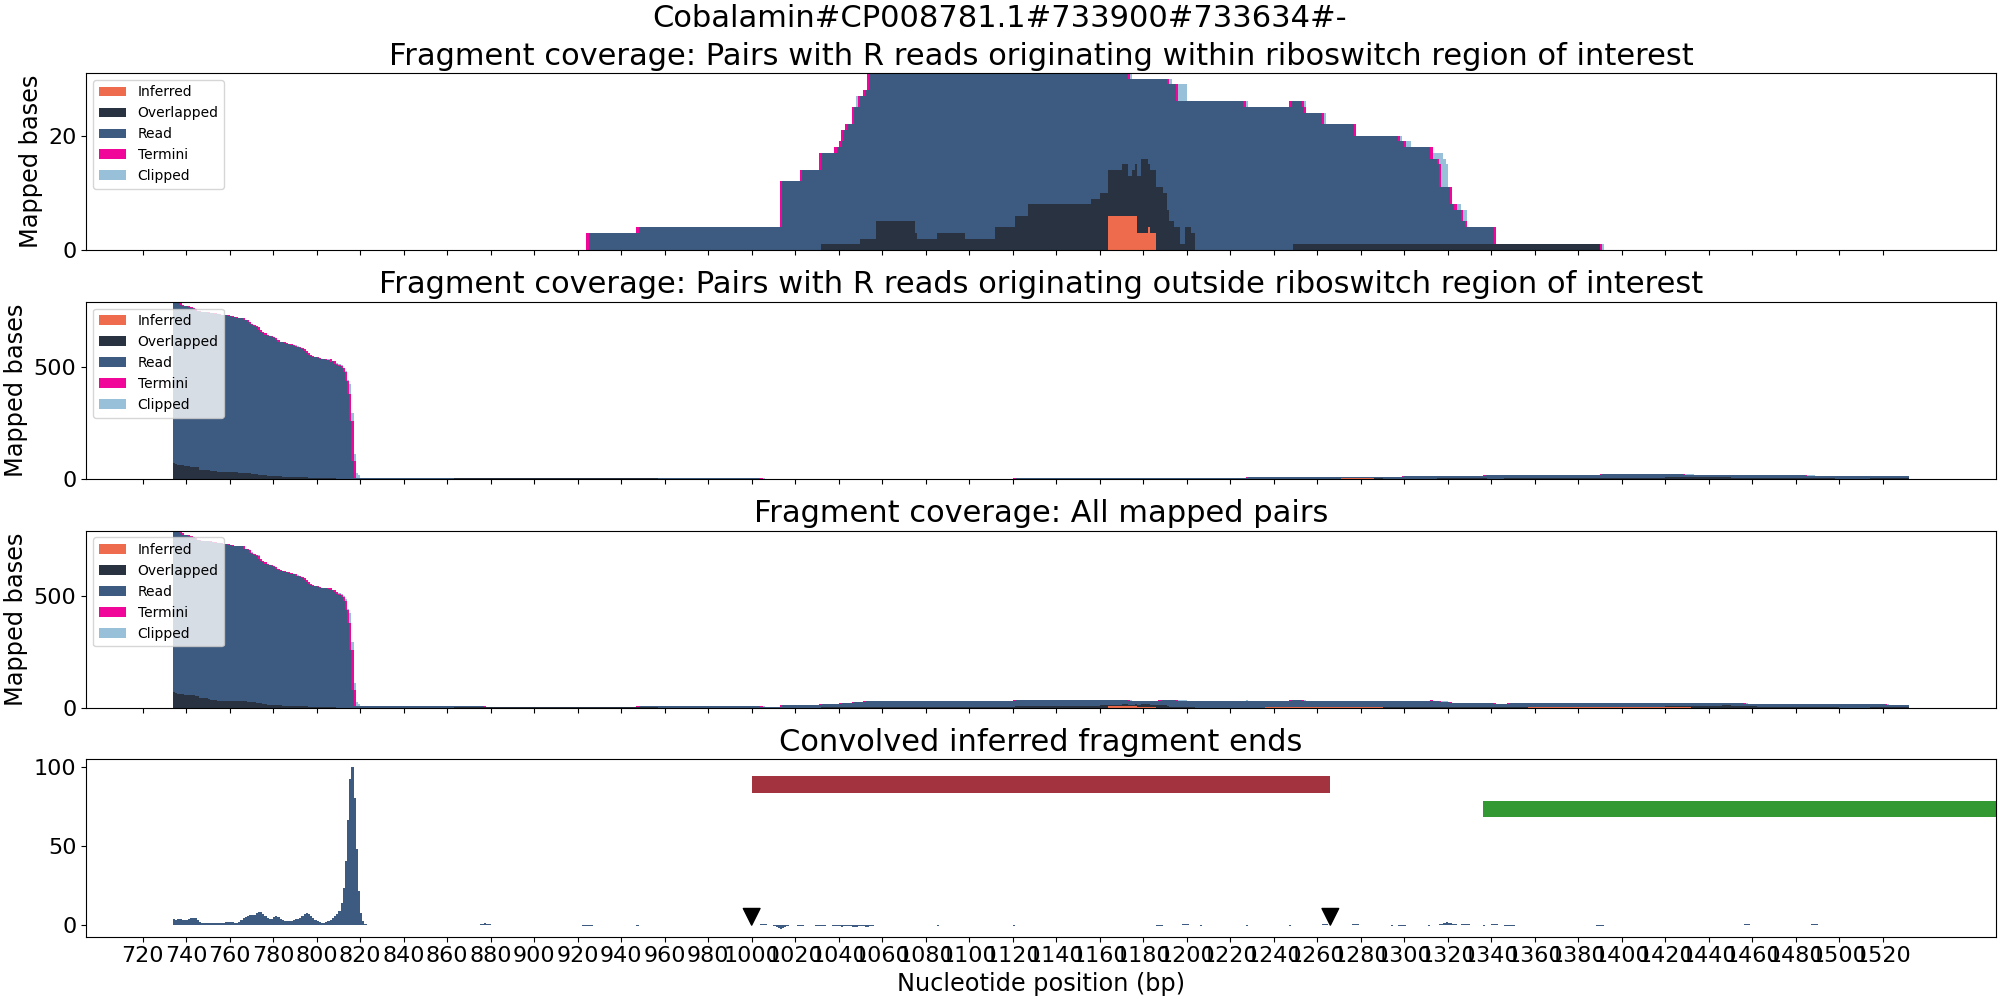 Cobalamin#CP008781.1#733900#733634#-
Fragment coverage: Pairs with R reads originating within riboswitch region of interest
Mapped bases
20
0
Inferred
Overlapped
Read
Termini
Clipped
Fragment coverage: Pairs with R reads originating outside riboswitch region of interest
Mapped bases
500
0
Inferred
Overlapped
Read
Termini
Clipped
Fragment coverage: All mapped pairs
Mapped bases
500
0
Inferred
Overlapped
Read
Termini
Clipped
Convolved inferred fragment ends
100
50
0
720 740 760 780 800 820 840 860 880 900 920 940 960 980 1000 1020 1040 1060 1080 1100 1120 1140 1160 1180 1200 1220 1240 1260 1280 1300 1320 1340 1360 1380 1400 1420 1440 1460 1480 1500 1520
Nucleotide position (bp)